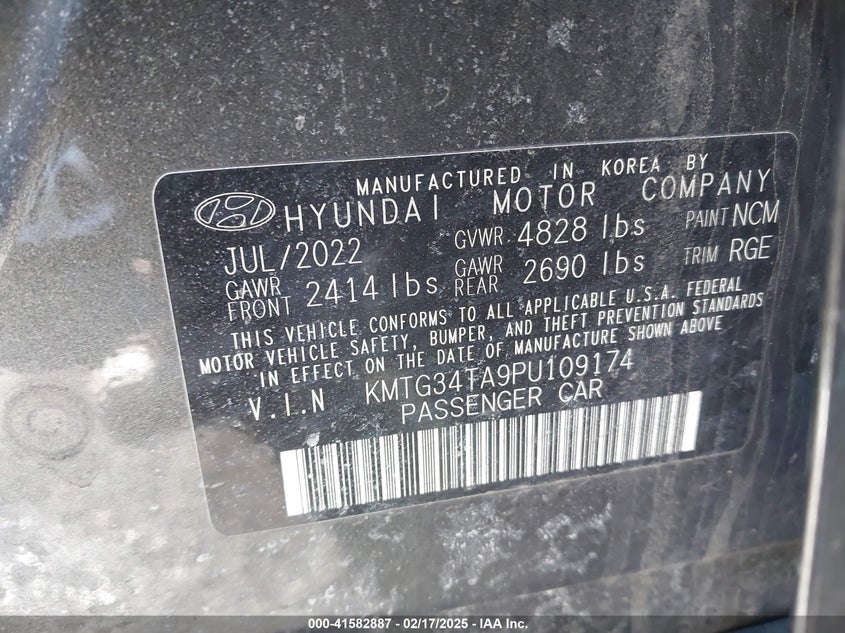 MANUFACTURED IN KOREA BY
HYUNDAI MOTOR COMPANY
JUL/2022 GVWR 4828 lbs PAINT NCM
GAWR FRONT 2414 lbs GAWR REAR 2690 lbs TRIM RGE
THIS VEHICLE CONFORMS TO ALL APPLICABLE U.S.A. FEDERAL
MOTOR VEHICLE SAFETY, BUMPER, AND THEFT PREVENTION STANDARDS
IN EFFECT ON THE DATE OF MANUFACTURE SHOWN ABOVE
V.I.N KMTG34TA9PU109174
PASSENGER CAR
000-41582887 - 02/17/2025 - IAA Inc.